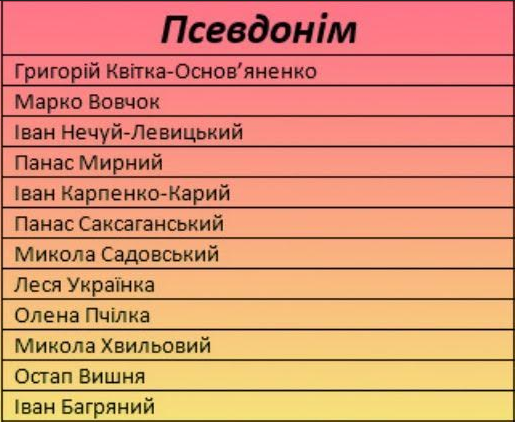 Псевдонім
Григорій Квітка-Основ’яненко
Марко Вовчок
Іван Нечуй-Левицький
Панас Мирний
Іван Карпенко-Карий
Панас Саксаганський
Микола Садовський
Леся Українка
Олена Пчілка
Микола Хвильовий
Остап Вишня
Іван Багряний